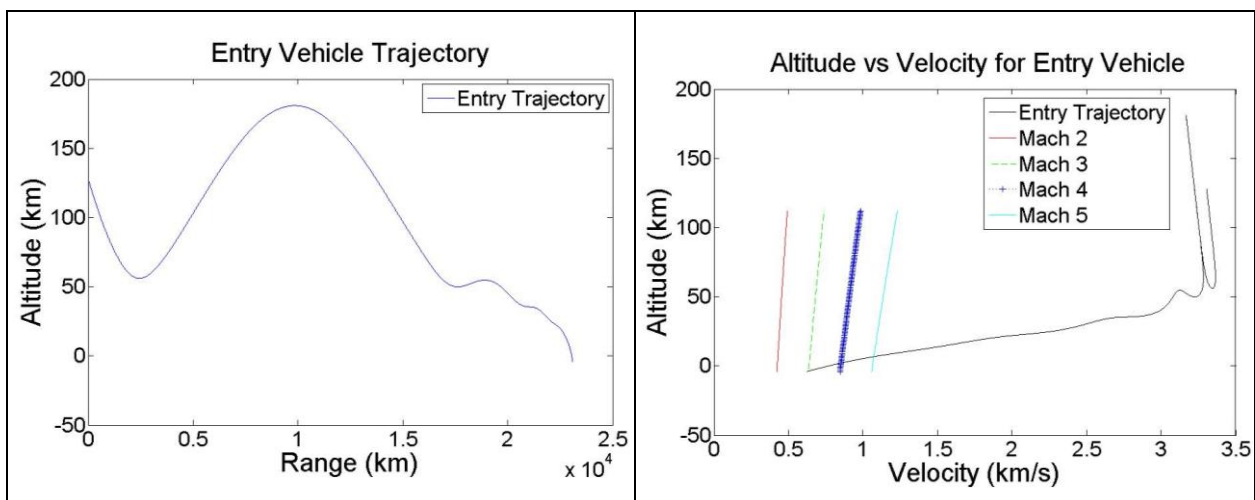 Entry Vehicle Trajectory
200
150
100
50
0
-50
Altitude (km)
Entry Trajectory
0
0.5
1
1.5
2
2.5
Range (km)
x 10^4
Altitude vs Velocity for Entry Vehicle
200
150
100
50
0
-50
Altitude (km)
Entry Trajectory
Mach 2
Mach 3
Mach 4
Mach 5
0
0.5
1
1.5
2
2.5
3
3.5
Velocity (km/s)